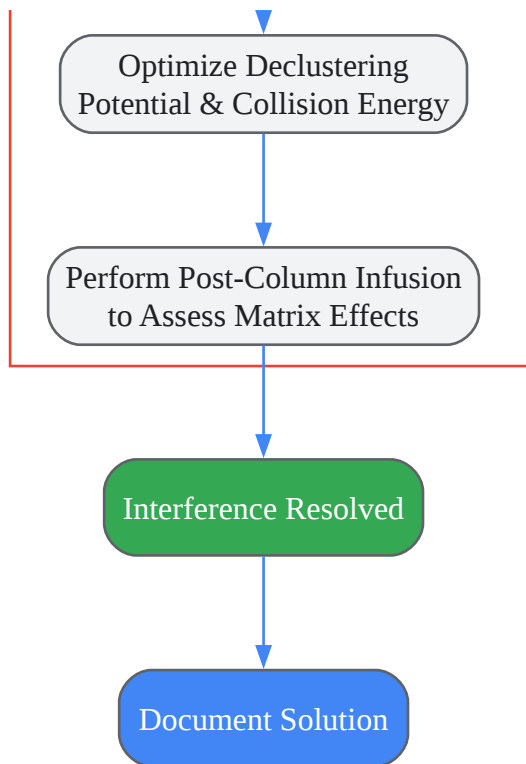 Optimize Declustering
Potential & Collision Energy
Perform Post-Column Infusion
to Assess Matrix Effects
Interference Resolved
Document Solution